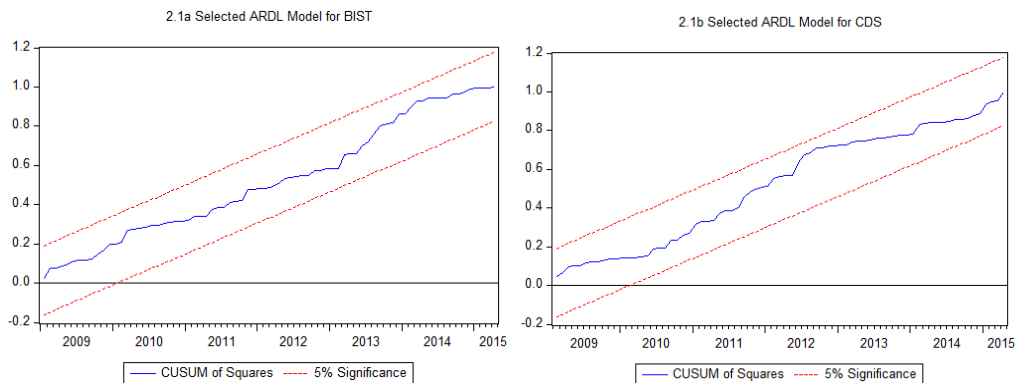 2.1a Selected ARDL Model for BIST
1.2
1.0
0.8
0.6
0.4
0.2
0.0
-0.2
2009 2010 2011 2012 2013 2014 2015
CUSUM of Squares 5% Significance
2.1b Selected ARDL Model for CDS
1.2
1.0
0.8
0.6
0.4
0.2
0.0
-0.2
2009 2010 2011 2012 2013 2014 2015
CUSUM of Squares 5% Significance